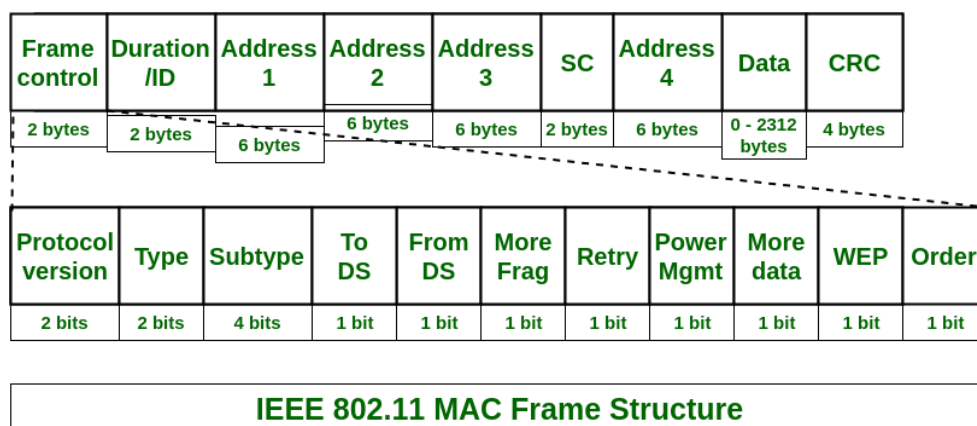 Frame control
Duration /ID
Address 1
Address 2
Address 3
SC
Address 4
Data
CRC
2 bytes
2 bytes
6 bytes
6 bytes
6 bytes
2 bytes
6 bytes
0 - 2312 bytes
4 bytes
Protocol version
Type
Subtype
To DS
From DS
More Frag
Retry
Power Mgmt
More data
WEP
Order
2 bits
2 bits
4 bits
1 bit
1 bit
1 bit
1 bit
1 bit
1 bit
1 bit
1 bit
IEEE 802.11 MAC Frame Structure